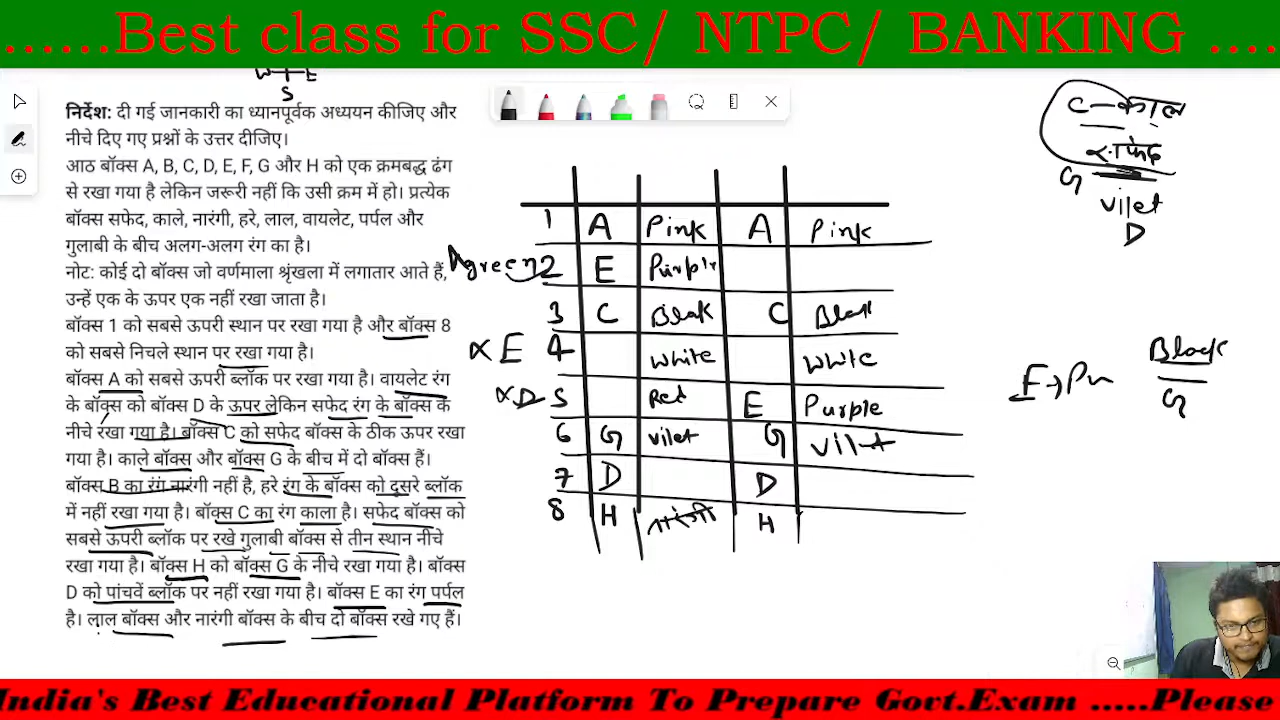 ......Best class for SSC/ NTPC/ BANKING ....
W E
S
निर्देश: दी गई जानकारी का ध्यानपूर्वक अध्ययन कीजिए और
नीचे दिए गए प्रश्नों के उत्तर दीजिए।
आठ बॉक्स A, B, C, D, E, F, G और H को एक क्रमबद्ध ढंग
से रखा गया है लेकिन जरूरी नहीं कि उसी क्रम में हो। प्रत्येक
बॉक्स सफेद, काले, नारंगी, हरे, लाल, वायलेट, पर्पल और
गुलाबी के बीच अलग-अलग रंग का है।
नोट: कोई दो बॉक्स जो वर्णमाला श्रृंखला में लगातार आते हैं,
उन्हें एक के ऊपर एक नहीं रखा जाता है।
बॉक्स 1 को सबसे ऊपरी स्थान पर रखा गया है और बॉक्स 8
को सबसे निचले स्थान पर रखा गया है।
बॉक्स A को सबसे ऊपरी ब्लॉक पर रखा गया है। वायलेट रंग
के बॉक्स को बॉक्स D के ऊपर लेकिन सफेद रंग के बॉक्स के
नीचे रखा गया है। बॉक्स C को सफेद बॉक्स के ठीक ऊपर रखा
गया है। काले बॉक्स और बॉक्स G के बीच में दो बॉक्स हैं।
बॉक्स B का रंग नारंगी नहीं है, हरे रंग के बॉक्स को दूसरे ब्लॉक
में नहीं रखा गया है। बॉक्स C का रंग काला है। सफेद बॉक्स को
सबसे ऊपरी ब्लॉक पर रखे गुलाबी बॉक्स से तीन स्थान नीचे
रखा गया है। बॉक्स H को बॉक्स G के नीचे रखा गया है। बॉक्स
D को पांचवें ब्लॉक पर नहीं रखा गया है। बॉक्स E का रंग पर्पल
है। लाल बॉक्स और नारंगी बॉक्स के बीच दो बॉक्स रखे गए हैं।
1 A Pink A Pink
green 2 E Purple
3 C Blak C Blak
E 4 White White
D 5 Red E Purple
6 G vilet G vilet
7 D D
8 H नारंगी H
C - काल
सफेद
G
vilet
D
Black
G
India's Best Educational Platform To Prepare Govt.Exam ......Please